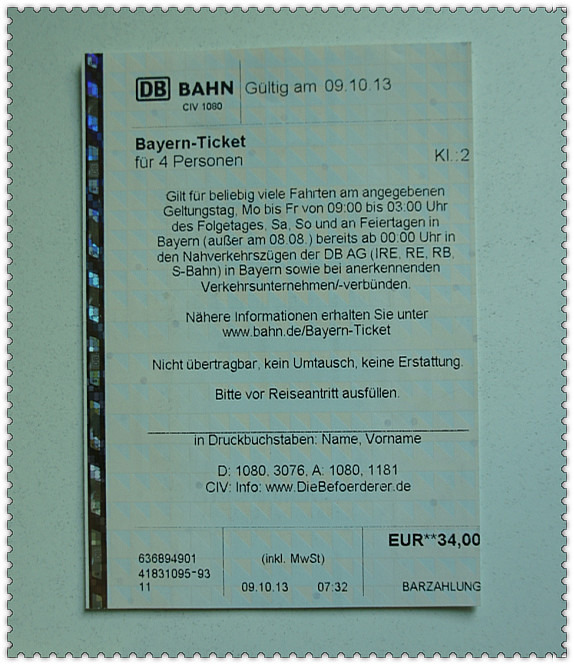 DB BAHN Gültig am 09.10.13
CIV 1080
Bayern-Ticket
für 4 Personen Kl.:2
Gilt für beliebig viele Fahrten am angegebenen
Geltungstag, Mo bis Fr von 09:00 bis 03:00 Uhr
des Folgetages, Sa, So und an Feiertagen in
Bayern (außer am 08.08.) bereits ab 00.00 Uhr in
den Nahverkehrszügen der DB AG (IRE, RE, RB,
S-Bahn) in Bayern sowie bei anerkennenden
Verkehrsunternehmen/-verbünden.
Nähere Informationen erhalten Sie unter
www.bahn.de/Bayern-Ticket
Nicht übertragbar, kein Umtausch, keine Erstattung.
Bitte vor Reiseantritt ausfüllen.
in Druckbuchstaben: Name, Vorname
D: 1080, 3076, A: 1080, 1181
CIV: Info: www.DieBefoerderer.de
EUR**34,00
636894901 (inkl. MwSt)
41831095-93
11 09.10.13 07:32 BARZAHLUNG